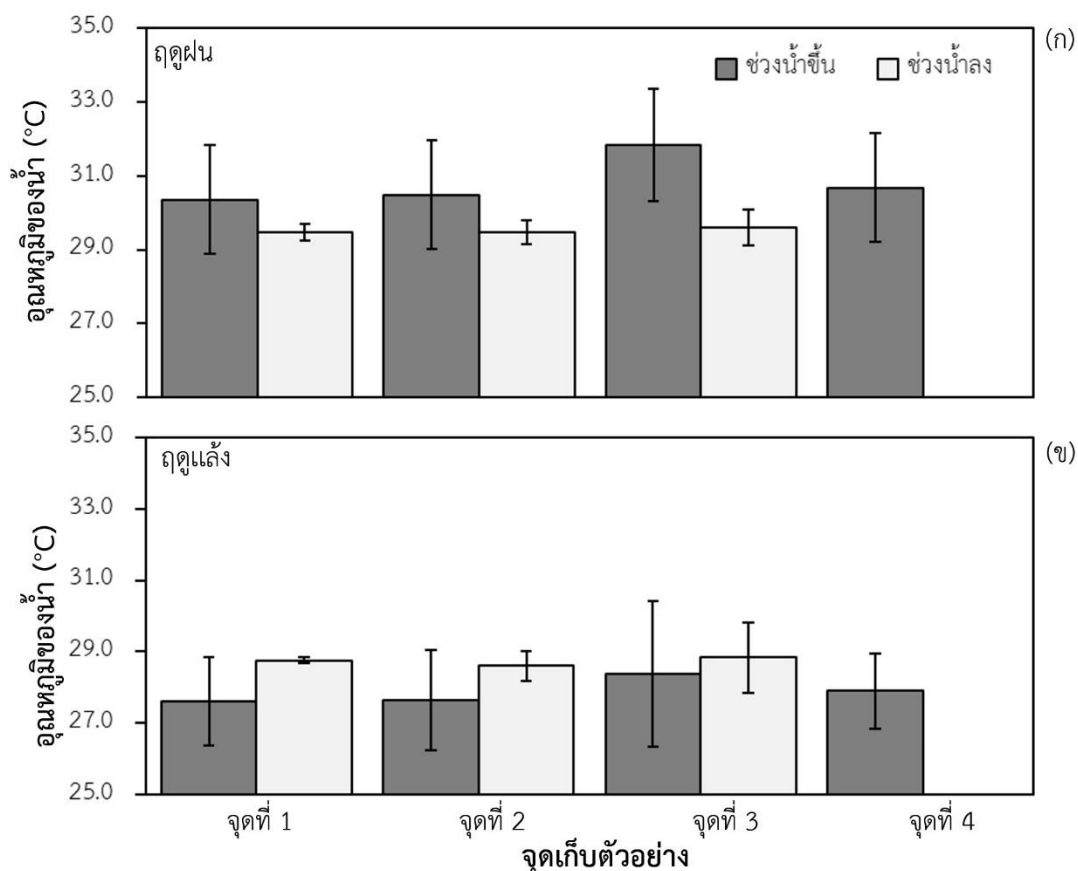 (ก)
ฤดูฝน
ช่วงน้ำขึ้น ช่วงน้ำลง
อุณหภูมิของน้ำ (°C)
35.0
33.0
31.0
29.0
27.0
25.0
(ข)
ฤดูแล้ง
อุณหภูมิของน้ำ (°C)
35.0
33.0
31.0
29.0
27.0
25.0
จุดที่ 1 จุดที่ 2 จุดที่ 3 จุดที่ 4
จุดเก็บตัวอย่าง